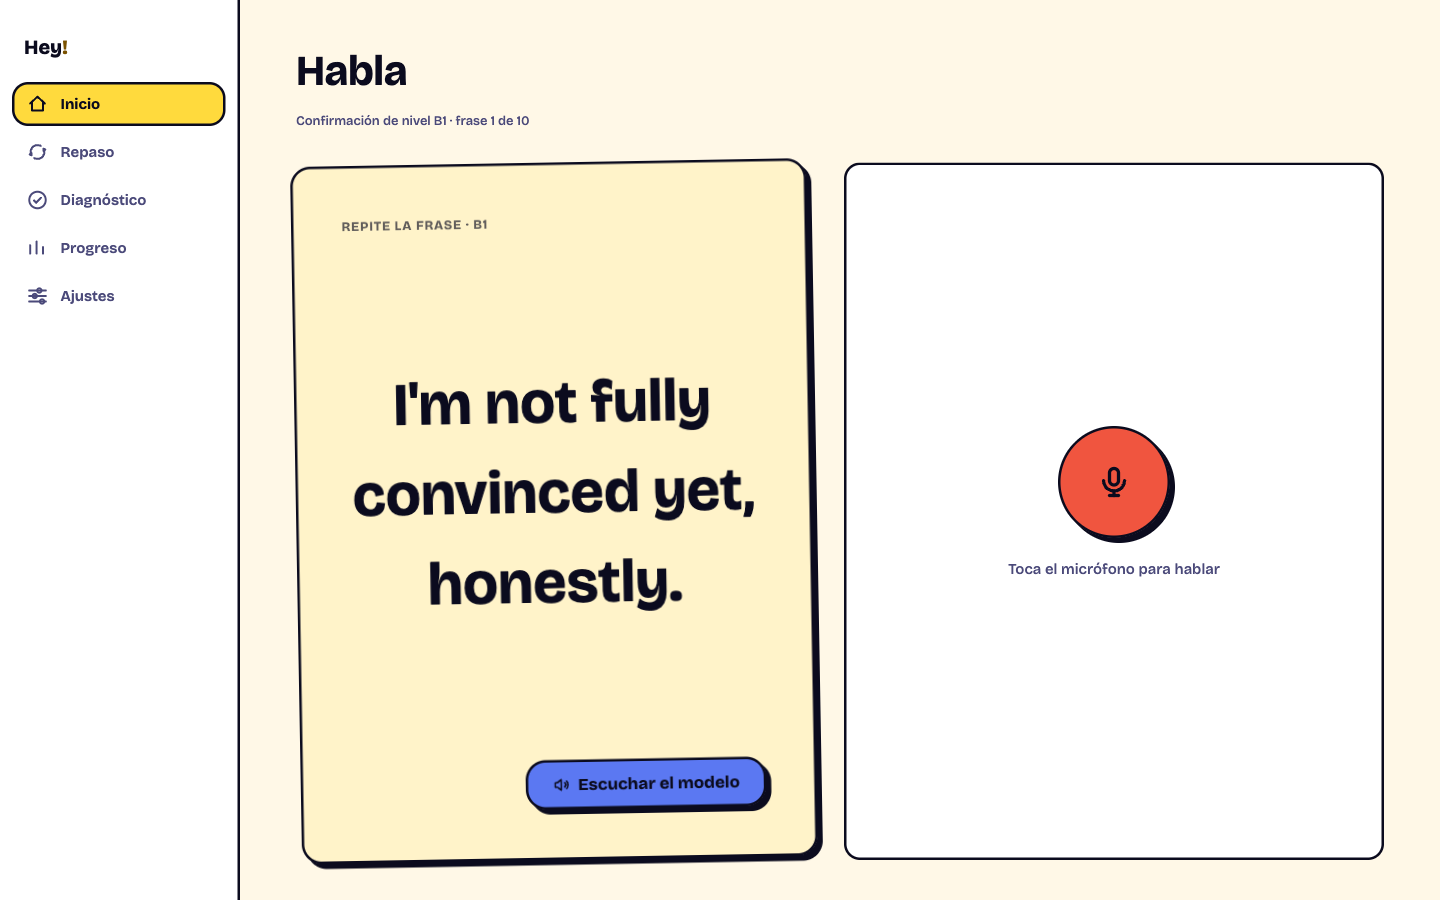 Hey!
Inicio
Repaso
Diagnóstico
Progreso
Ajustes
Habla
Confirmación de nivel B1 · frase 1 de 10
REPITE LA FRASE · B1
I'm not fully
convinced yet,
honestly.
Escuchar el modelo
Toca el micrófono para hablar